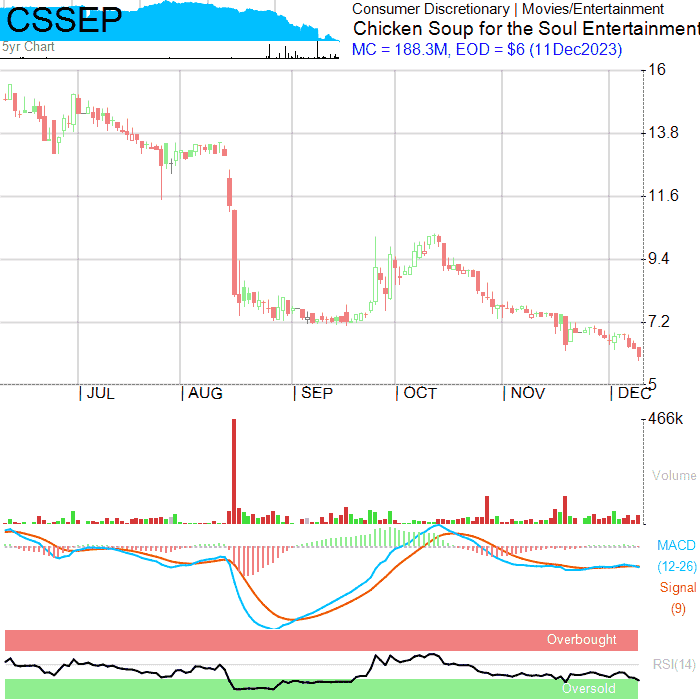 CSSEP
Consumer Discretionary | Movies/Entertainment
Chicken Soup for the Soul Entertainment
5yr Chart
MC = 188.3M, EOD = $6 (11Dec2023)
16
13.8
11.6
9.4
7.2
5
JUL AUG SEP OCT NOV DEC
466k
Volume
MACD
(12-26)
Signal
(9)
Overbought
RSI(14)
Oversold